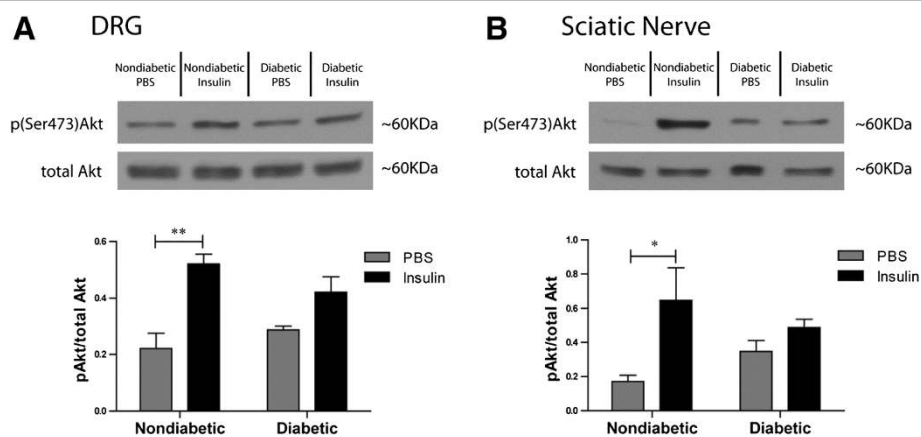 A DRG
Nondiabetic PBS
Nondiabetic Insulin
Diabetic PBS
Diabetic Insulin
p(Ser473)Akt
~60KDa
total Akt
~60KDa
pAkt/total Akt
0.6
0.4
0.2
0.0
**
PBS
Insulin
Nondiabetic
Diabetic
B Sciatic Nerve
Nondiabetic PBS
Nondiabetic Insulin
Diabetic PBS
Diabetic Insulin
p(Ser473)Akt
~60KDa
total Akt
~60KDa
pAkt/total Akt
1.0
0.8
0.6
0.4
0.2
0.0
*
PBS
Insulin
Nondiabetic
Diabetic